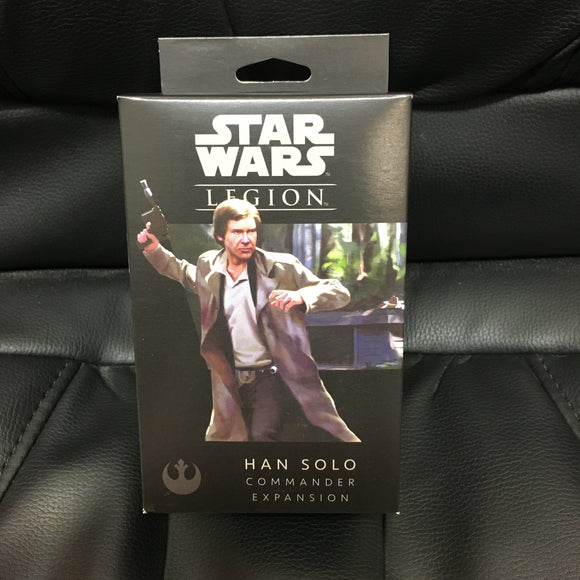 STAR
WARS
LEGION
HAN SOLO
COMMANDER
EXPANSION